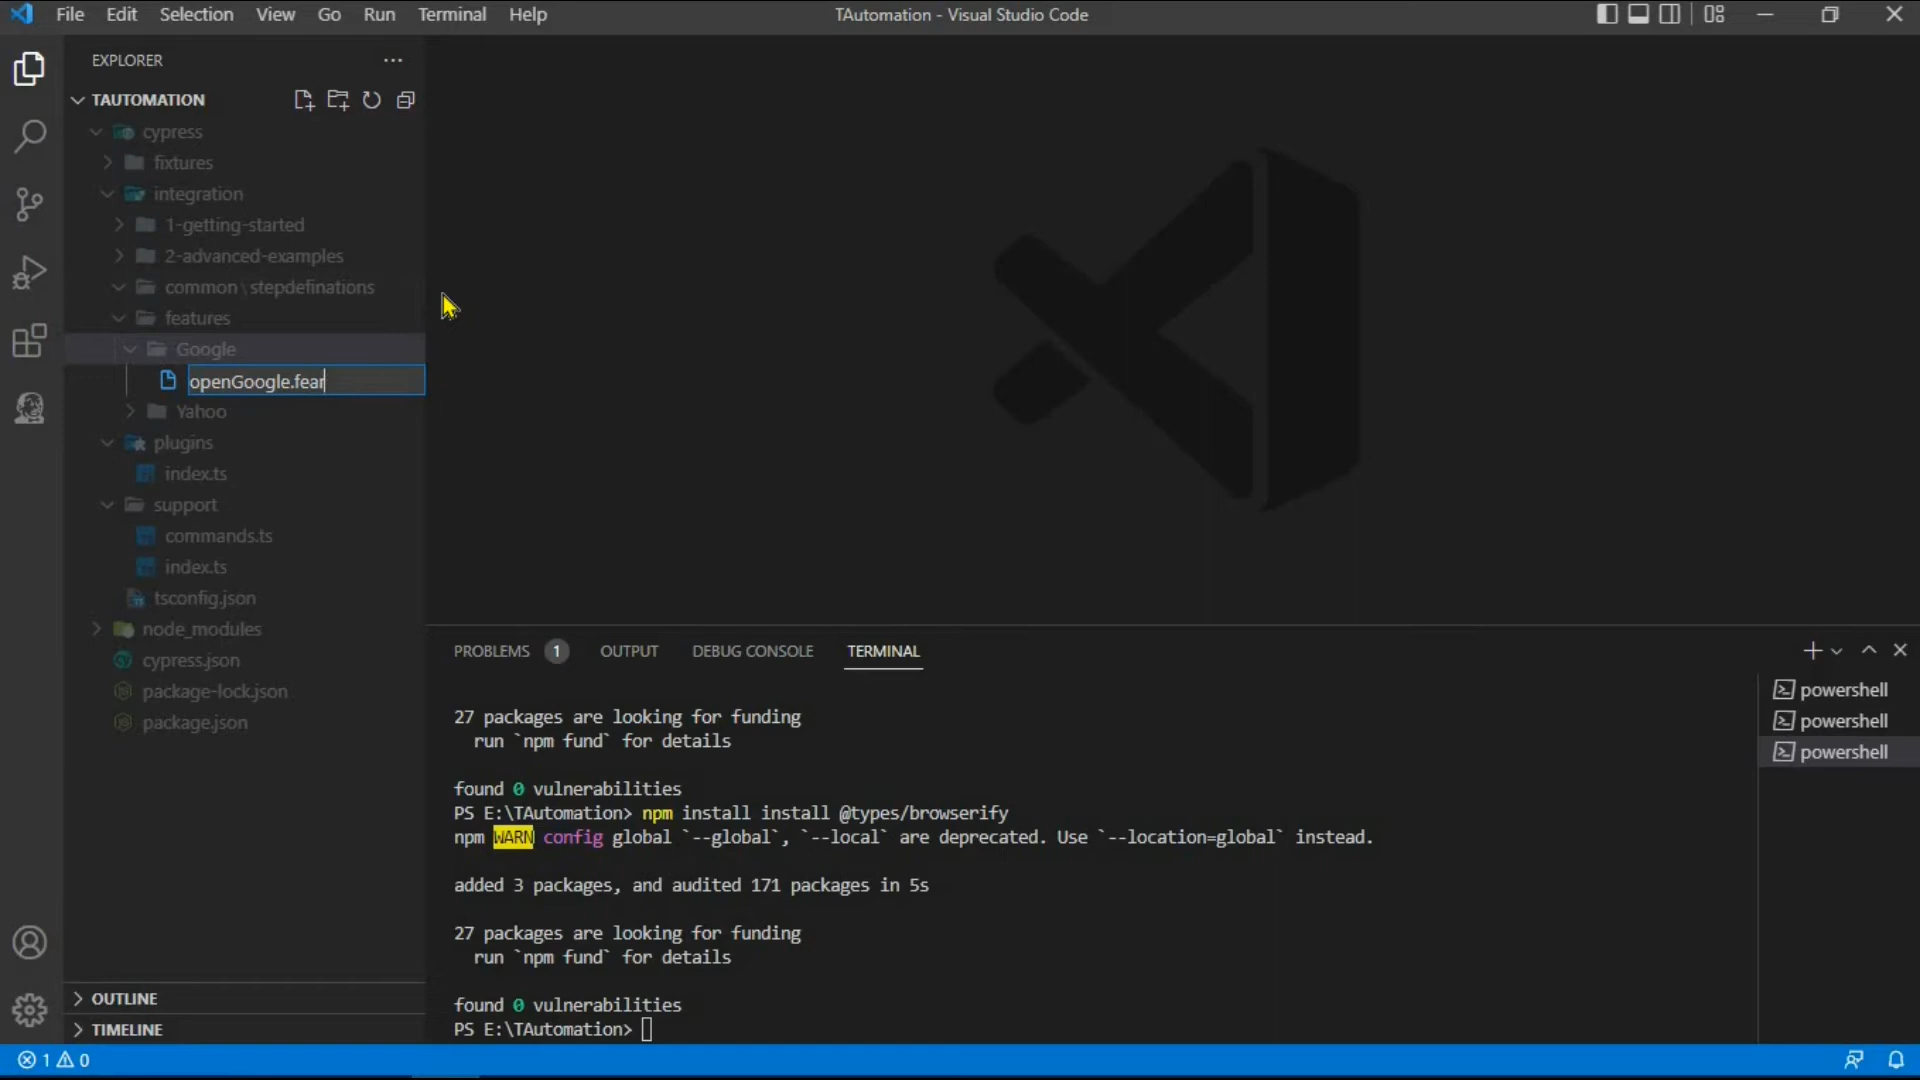 File Edit Selection View Go Run Terminal Help
TAutomation - Visual Studio Code
EXPLORER
TAUTOMATION
cypress
fixtures
integration
1-getting-started
2-advanced-examples
common\stepdefinations
features
Google
openGoogle.fear
Yahoo
plugins
index.ts
support
commands.ts
index.ts
tsconfig.json
node_modules
cypress.json
package-lock.json
package.json
OUTLINE
TIMELINE
PROBLEMS 1 OUTPUT DEBUG CONSOLE TERMINAL
27 packages are looking for funding
run `npm fund` for details
found 0 vulnerabilities
PS E:\TAutomation> npm install install @types/browserify
npm WARN config global `--global`, `--local` are deprecated. Use `--location=global` instead.
added 3 packages, and audited 171 packages in 5s
27 packages are looking for funding
run `npm fund` for details
found 0 vulnerabilities
PS E:\TAutomation>
powershell
powershell
powershell
1 0